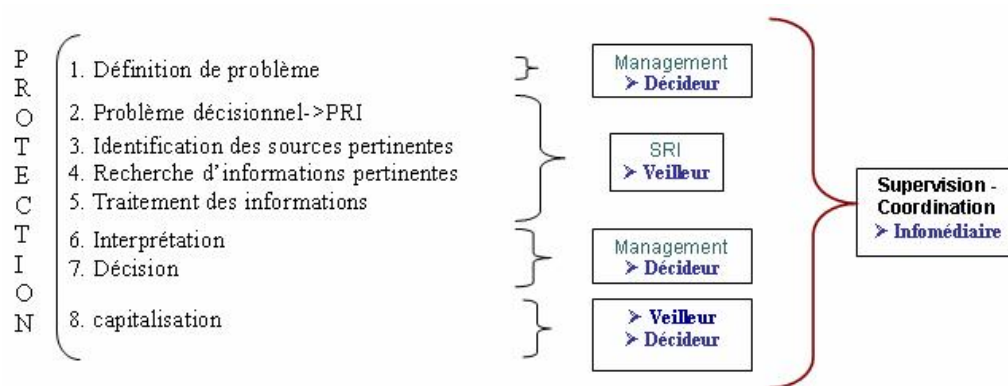 PROTECTION
1. Définition de problème
2. Problème décisionnel->PRI
3. Identification des sources pertinentes
4. Recherche d'informations pertinentes
5. Traitement des informations
6. Interprétation
7. Décision
8. capitalisation
Management
➢ Décideur
SRI
➢ Veilleur
Management
➢ Décideur
➢ Veilleur
➢ Décideur
Supervision -
Coordination
➢ Infomédiaire